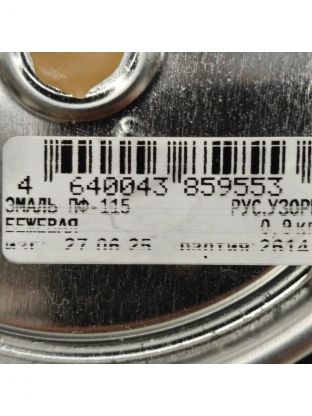 4 640043 859553
ЭМАЛЬ ПФ-115 РУС.УЗОР
БЕЖЕВАЯ 0.9кг
изг: 27.06.25 партия:2614